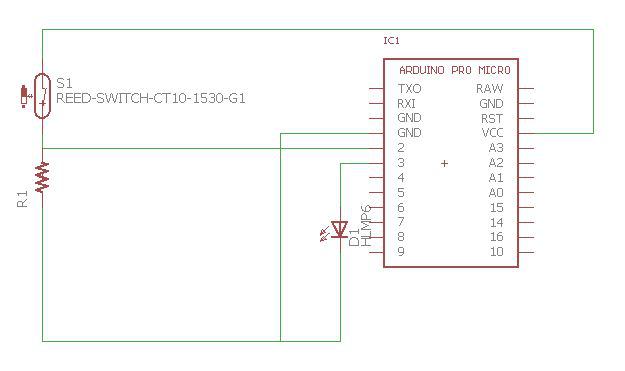 IC1
ARDUINO PRO MICRO
S1
REED-SWITCH-CT10-1530-G1
TXO RAW
RXI GND
GND RST
GND VCC
2 A3
3 A2
4 A1
5 A0
6 15
7 14
8 16
9 10
R1
D1
HLMP6